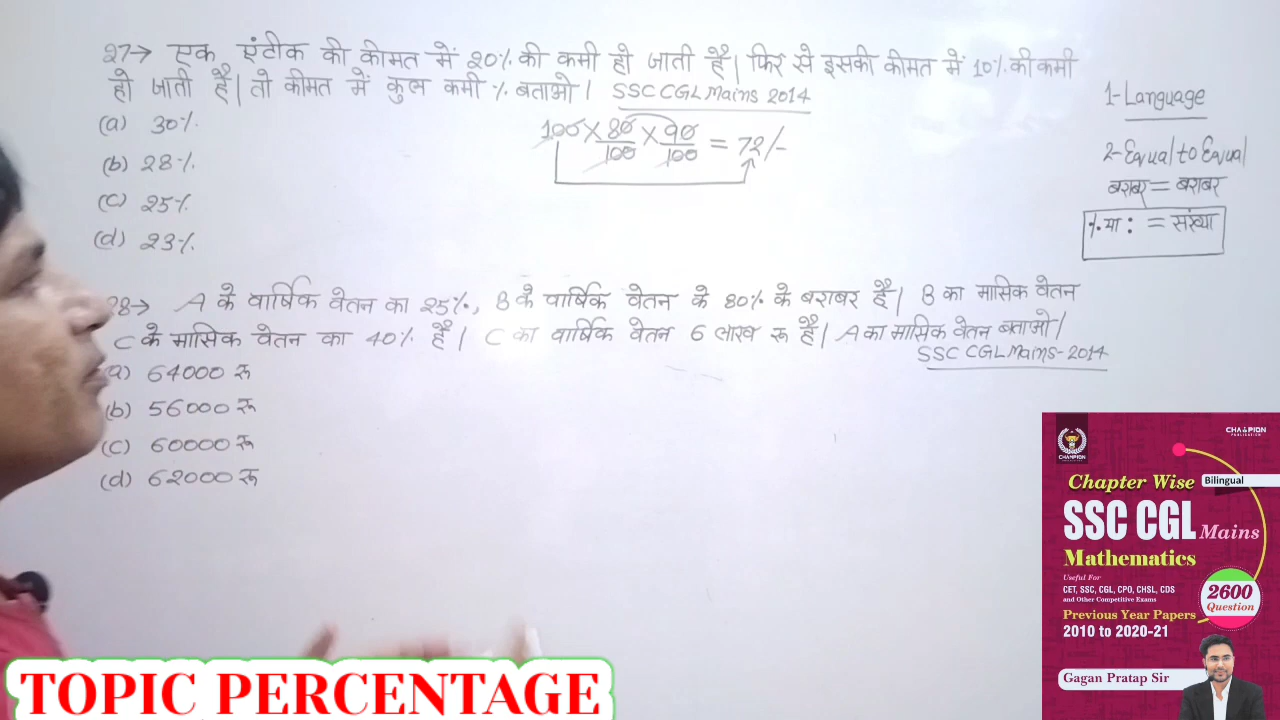 27→ एक एंटीक की कीमत में 20% की कमी हो जाती है| फिर से इसकी कीमत में 10% की कमी
हो जाती है| तो कीमत में कुल कमी % बताओ| SSC CGL Mains 2014
(a) 30%
(b) 28%
(c) 25%
(d) 23%
100 × 80/100 × 90/100 = 72/-
1-Language
2-Equal to Equal
बराबर = बराबर
% या : = संख्या
28→ A के वार्षिक वेतन का 25%, B के वार्षिक वेतन के 80% के बराबर है| B का मासिक वेतन
C के मासिक वेतन का 40% है| C का वार्षिक वेतन 6 लाख रू है| A का मासिक वेतन बताओ|
SSC CGL Mains-2014
(a) 64000 रू
(b) 56000 रू
(c) 60000 रू
(d) 62000 रू
CHAMPION
CHAMPION
PUBLICATION
Chapter Wise Bilingual
SSC CGL Mains
Mathematics
Useful For
CET, SSC, CGL, CPO, CHSL, CDS
and Other Competitive Exams
2600
Question
Previous Year Papers
2010 to 2020-21
Gagan Pratap Sir
TOPIC PERCENTAGE